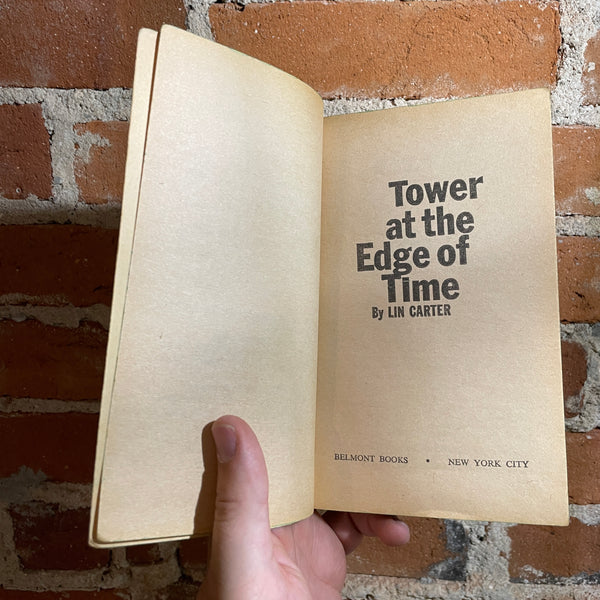 Tower
at the
Edge of
Time
By LIN CARTER
BELMONT BOOKS • NEW YORK CITY